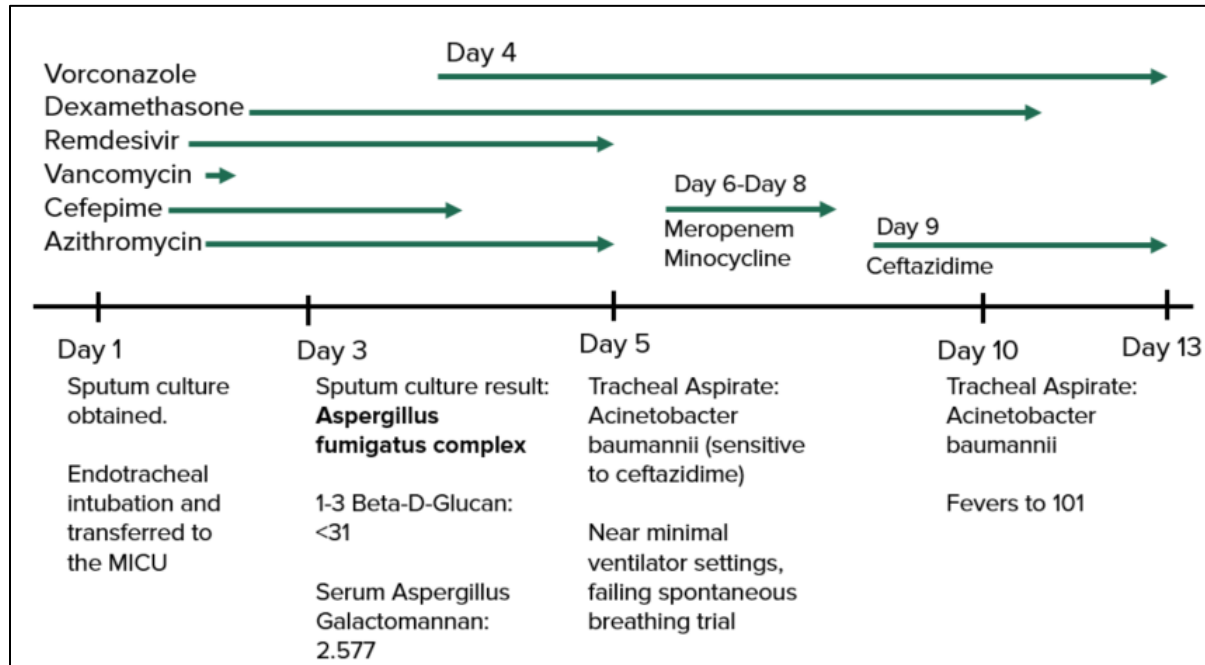 Day 4
Vorconazole
Dexamethasone
Remdesivir
Vancomycin
Cefepime
Azithromycin
Day 6-Day 8
Meropenem
Minocycline
Day 9
Ceftazidime
Day 1
Sputum culture
obtained.
Endotracheal
intubation and
transferred to
the MICU
Day 3
Sputum culture result:
Aspergillus
fumigatus complex
1-3 Beta-D-Glucan:
<31
Serum Aspergillus
Galactomannan:
2.577
Day 5
Tracheal Aspirate:
Acinetobacter
baumannii (sensitive
to ceftazidime)
Near minimal
ventilator settings,
failing spontaneous
breathing trial
Day 10
Tracheal Aspirate:
Acinetobacter
baumannii
Fevers to 101
Day 13